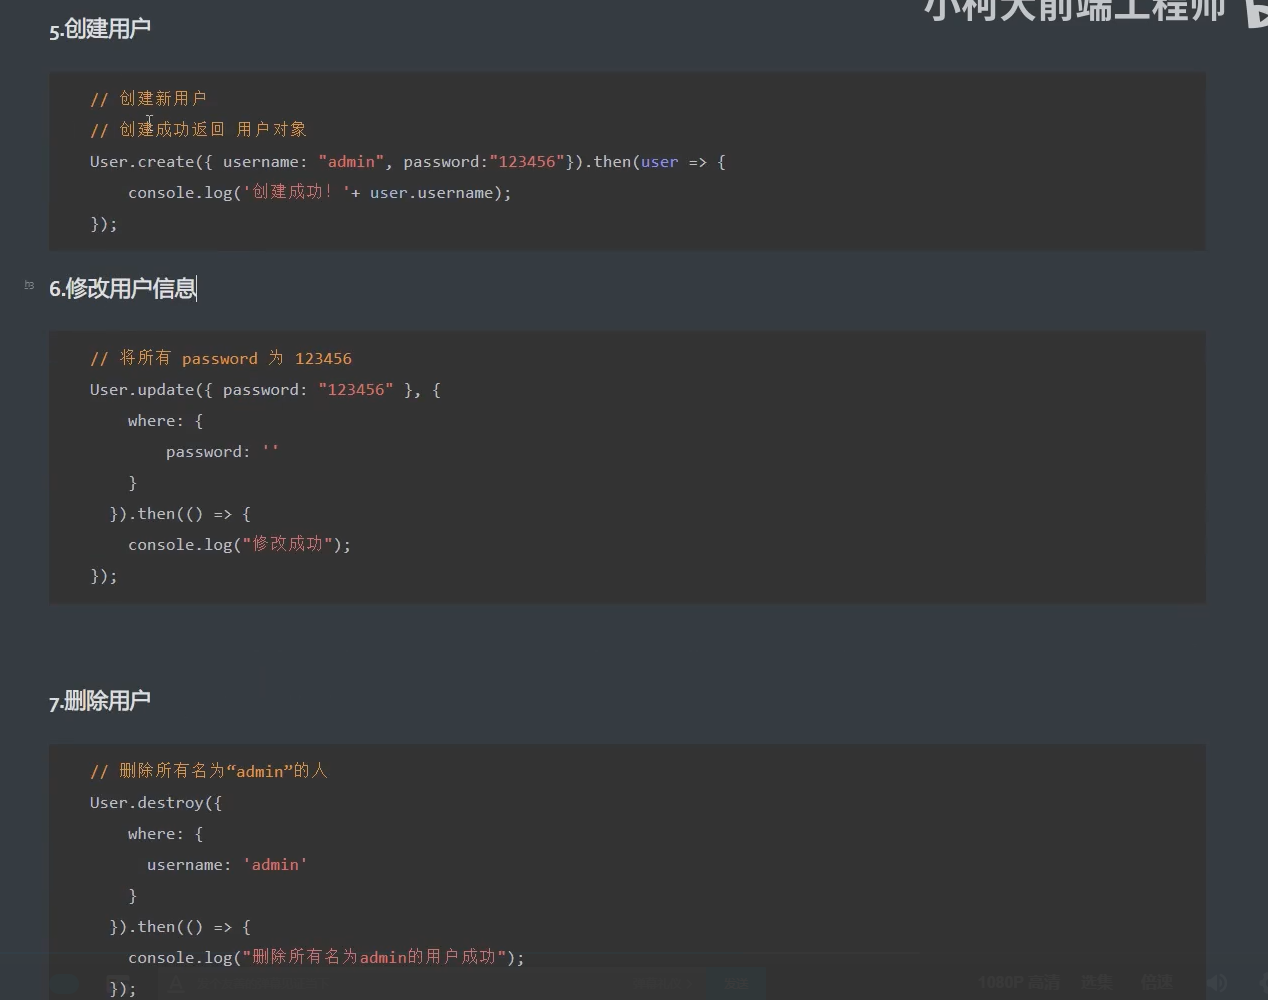 小柯大前端工程师
5.创建用户
// 创建新用户
// 创建成功返回 用户对象
User.create({ username: "admin", password:"123456"}).then(user => {
console.log('创建成功！'+ user.username);
});
h3
6.修改用户信息
// 将所有 password 为 123456
User.update({ password: "123456" }, {
where: {
password: ''
}
}).then(() => {
console.log("修改成功");
});
7.删除用户
// 删除所有名为“admin”的人
User.destroy({
where: {
username: 'admin'
}
}).then(() => {
console.log("删除所有名为admin的用户成功");
});
1080P 高清 选集 倍速